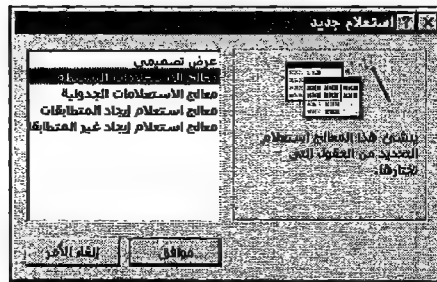 استعلام جديد
عرض تصميمي
معالج الاستعلامات البسيطة
معالج الاستعلامات الجدولية
معالج استعلام إيجاد المتطابقات
معالج استعلام إيجاد غير المتطابقا
ينشئ هذا المعالج استعلام
التحديد من الحقول التي
تختارها.
موافق
إلغاء الأمر